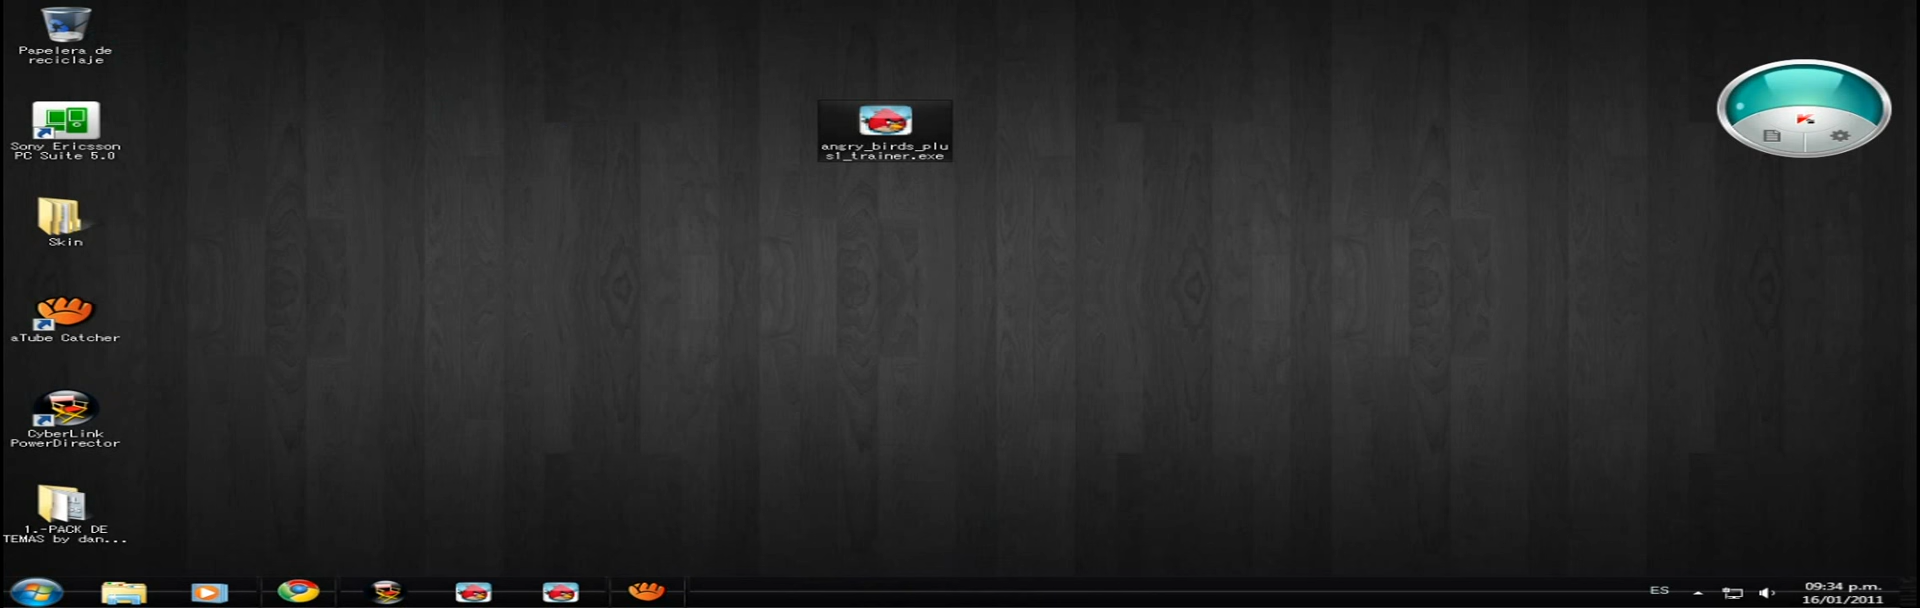 Papelera de
reciclaje
Sony Ericsson
PC Suite 5.0
Skin
aTube Catcher
CyberLink
PowerDirector
1.-PACK DE
TEMAS by dan...
angry_birds_plu
s1_trainer.exe
ES
09:34 p.m.
16/01/2011